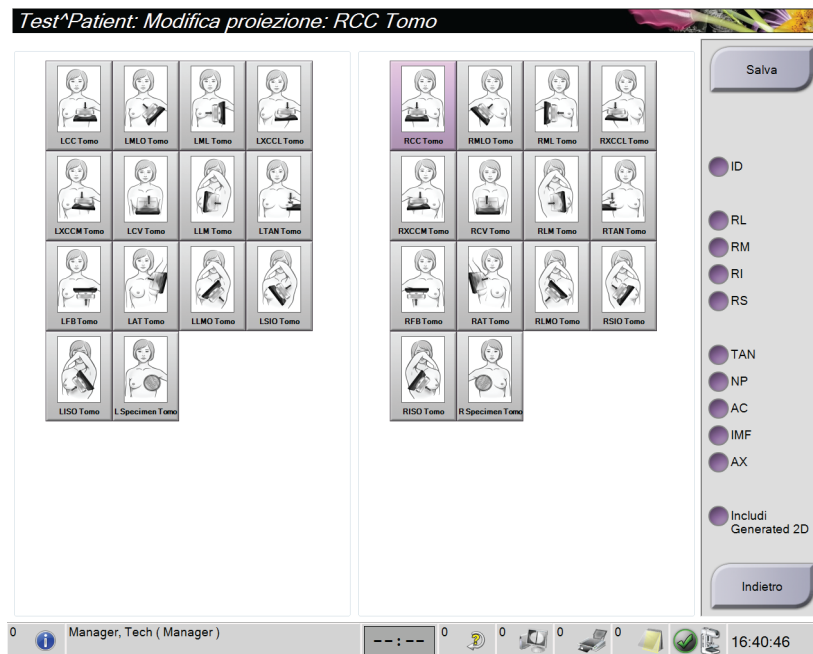 Test^Patient: Modifica proiezione: RCC Tomo
LCC Tomo LMLO Tomo LML Tomo LXCCL Tomo
LXCCM Tomo LCV Tomo LLM Tomo LTAN Tomo
LFB Tomo LAT Tomo LLMO Tomo LSIO Tomo
LISO Tomo L Specimen Tomo
RCC Tomo RMLO Tomo RML Tomo RXCCL Tomo
RXCCM Tomo RCV Tomo RLM Tomo RTAN Tomo
RFB Tomo RAT Tomo RLMO Tomo RSIO Tomo
RISO Tomo R Specimen Tomo
Salva
ID
RL
RM
RI
RS
TAN
NP
AC
IMF
AX
Includi
Generated 2D
Indietro
0 Manager, Tech ( Manager ) --:-- 0 0 0 0 16:40:46